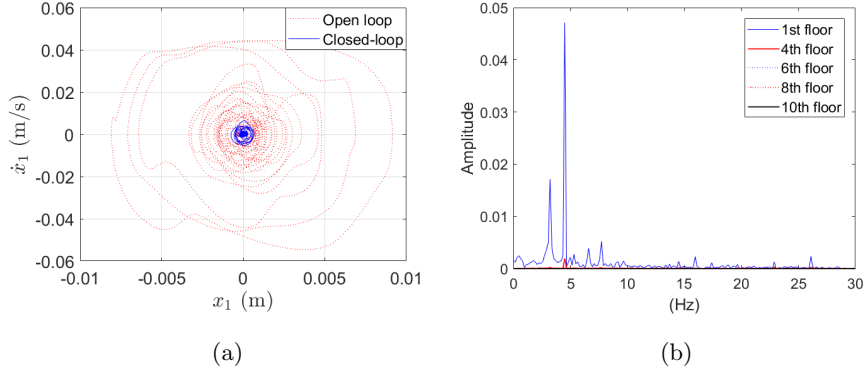 0.06
0.04
0.02
0
-0.02
-0.04
-0.06
ẋ₁ (m/s)
Open loop
Closed-loop
-0.01 -0.005 0 0.005 0.01
x₁ (m)
(a)
0.05
0.04
0.03
0.02
0.01
0
Amplitude
1st floor
4th floor
6th floor
8th floor
10th floor
0 5 10 15 20 25 30
(Hz)
(b)